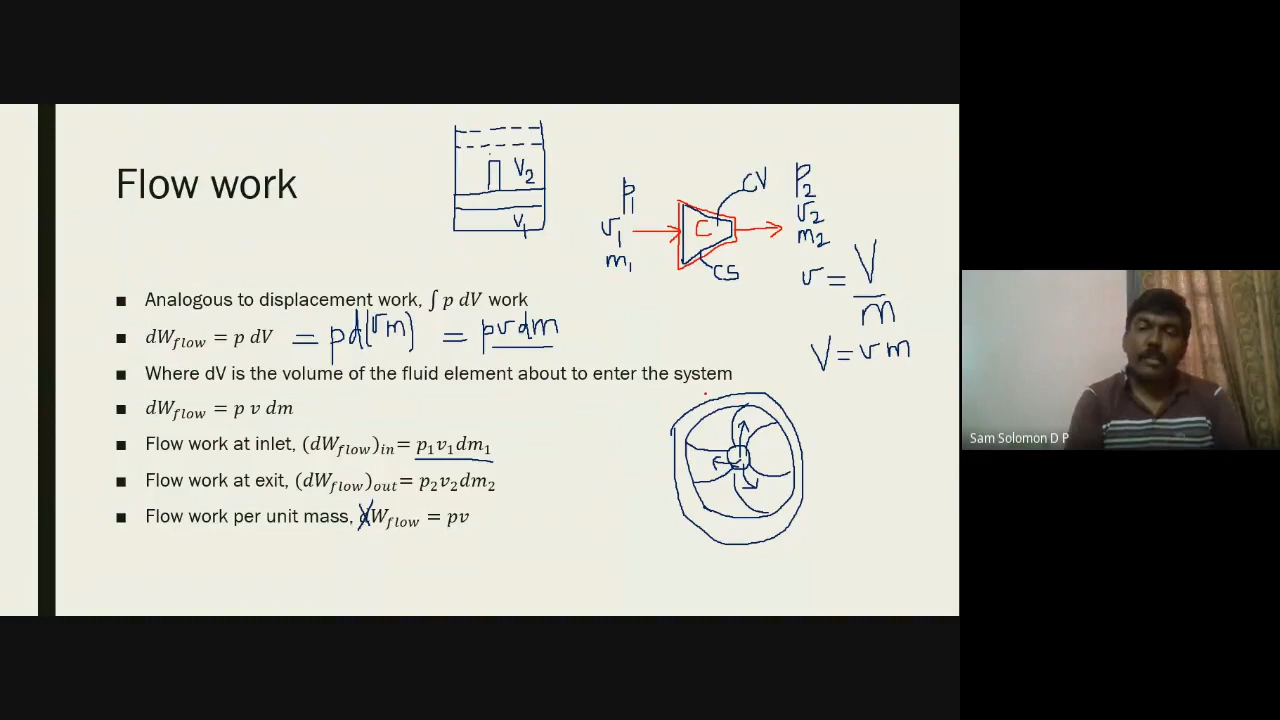 Flow work
V₂
V₁
p₁
v₁
m₁
C
CV
CS
p₂
v₂
m₂
v = V/m
V = vm
■ Analogous to displacement work, ∫ p dV work
■ dW_flow = p dV = pd(vm) = pvdm
■ Where dV is the volume of the fluid element about to enter the system
■ dW_flow = p v dm
■ Flow work at inlet, (dW_flow)_in= p₁v₁dm₁
■ Flow work at exit, (dW_flow)_out= p₂v₂dm₂
■ Flow work per unit mass, dW_flow = pv
Sam Solomon D P